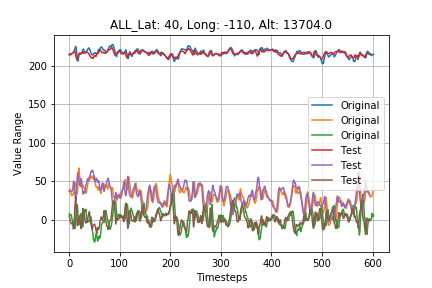 ALL_Lat: 40, Long: -110, Alt: 13704.0
Value Range
200
150
100
50
0
Original
Original
Original
Test
Test
Test
0 100 200 300 400 500 600
Timesteps